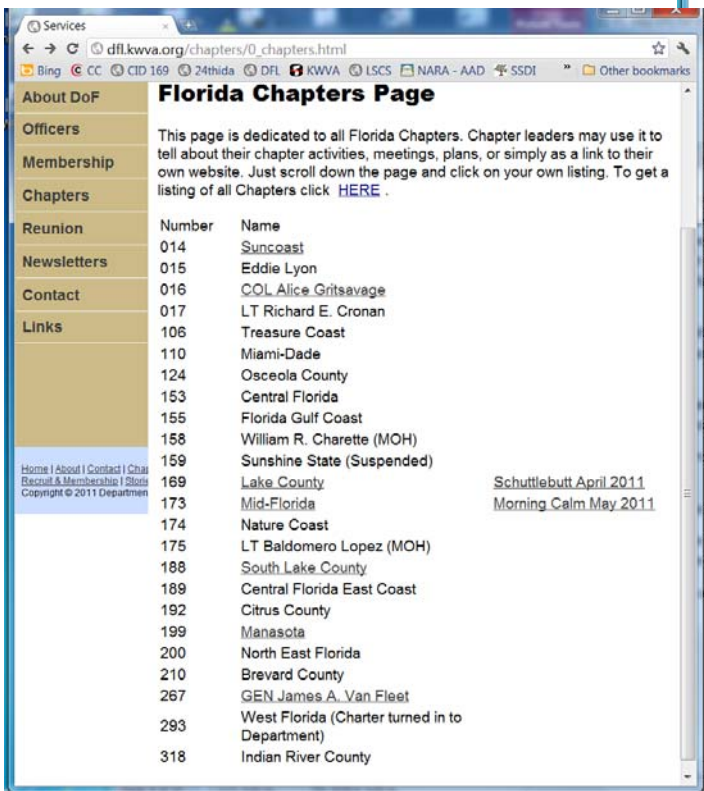 Services
dfl.kwva.org/chapters/0_chapters.html
Bing CC CID 169 24thida DFL KWVA LSCS NARA - AAD SSDI » Other bookmarks
About DoF
Officers
Membership
Chapters
Reunion
Newsletters
Contact
Links
Home | About | Contact | Chap
Recruit & Membership | Storie
Copyright © 2011 Departmen
Florida Chapters Page
This page is dedicated to all Florida Chapters. Chapter leaders may use it to
tell about their chapter activities, meetings, plans, or simply as a link to their
own website. Just scroll down the page and click on your own listing. To get a
listing of all Chapters click HERE .
Number Name
014 Suncoast
015 Eddie Lyon
016 COL Alice Gritsavage
017 LT Richard E. Cronan
106 Treasure Coast
110 Miami-Dade
124 Osceola County
153 Central Florida
155 Florida Gulf Coast
158 William R. Charette (MOH)
159 Sunshine State (Suspended)
169 Lake County Schuttlebutt April 2011
173 Mid-Florida Morning Calm May 2011
174 Nature Coast
175 LT Baldomero Lopez (MOH)
188 South Lake County
189 Central Florida East Coast
192 Citrus County
199 Manasota
200 North East Florida
210 Brevard County
267 GEN James A. Van Fleet
293 West Florida (Charter turned in to
Department)
318 Indian River County